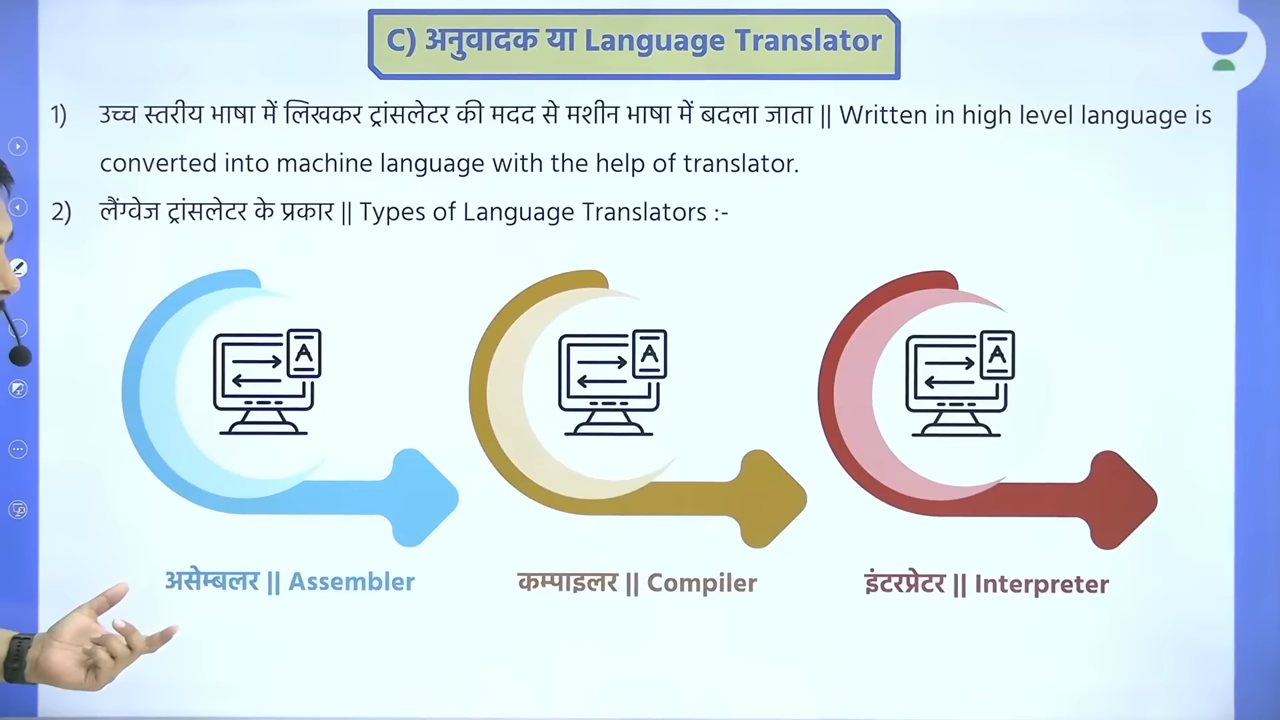 C) अनुवादक या Language Translator
1) उच्च स्तरीय भाषा में लिखकर ट्रांसलेटर की मदद से मशीन भाषा में बदला जाता || Written in high level language is
converted into machine language with the help of translator.
2) लैंग्वेज ट्रांसलेटर के प्रकार || Types of Language Translators :-
A
A
A
असेम्बलर || Assembler
कम्पाइलर || Compiler
इंटरप्रेटर || Interpreter